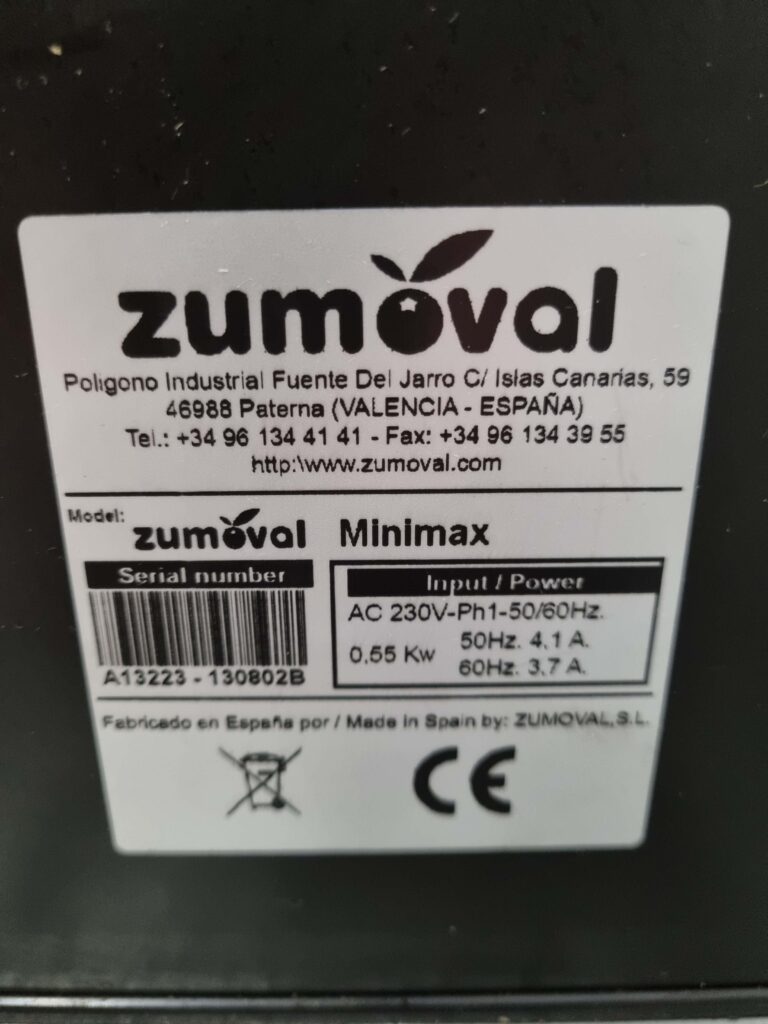 zumoval
Poligono Industrial Fuente Del Jarro C/ Islas Canarias, 59
46988 Paterna (VALENCIA - ESPAÑA)
Tel.: +34 96 134 41 41 - Fax: +34 96 134 39 55
http:\www.zumoval.com
Model: zumoval Minimax
Serial number
A13223 - 130802B
Input / Power
AC 230V-Ph1-50/60Hz.
0,55 Kw
50Hz. 4,1 A.
60Hz. 3,7 A.
Fabricado en España por / Made in Spain by: ZUMOVAL,S.L.
CE